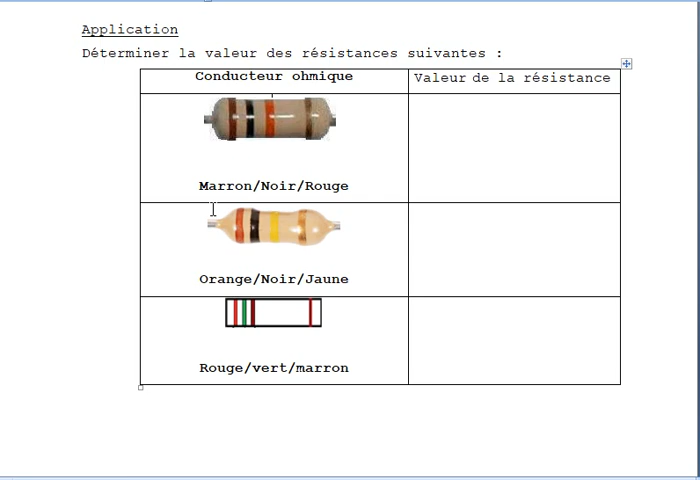 Application
Déterminer la valeur des résistances suivantes :
Conducteur ohmique
Valeur de la résistance
Marron/Noir/Rouge
Orange/Noir/Jaune
Rouge/vert/marron